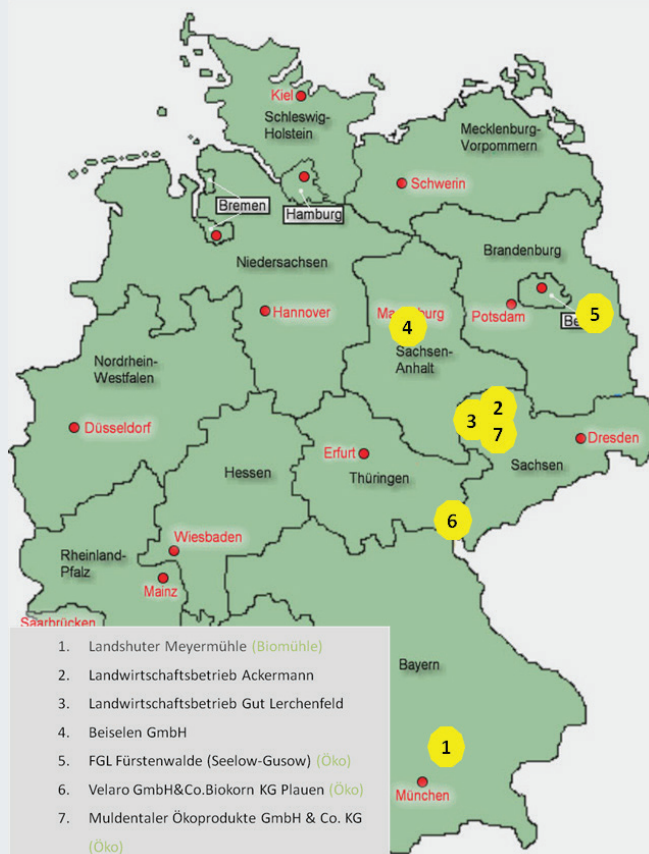 Kiel
Schleswig-
Holstein
Mecklenburg-
Vorpommern
Schwerin
Bremen
Hamburg
Niedersachsen
Brandenburg
Hannover
Potsdam
5
4
Sachsen-
Anhalt
Nordrhein-
Westfalen
Düsseldorf
2
3
7
Dresden
Sachsen
Erfurt
Thüringen
Hessen
6
Wiesbaden
Rheinland-
Pfalz
Mainz
Saarbrücken
Bayern
1
München
1. Landshuter Meyermühle (Biomühle)
2. Landwirtschaftsbetrieb Ackermann
3. Landwirtschaftsbetrieb Gut Lerchenfeld
4. Beiselen GmbH
5. FGL Fürstenwalde (Seelow-Gusow) (Öko)
6. Velaro GmbH&Co.Biokorn KG Plauen (Öko)
7. Muldentaler Ökoprodukte GmbH & Co. KG
(Öko)